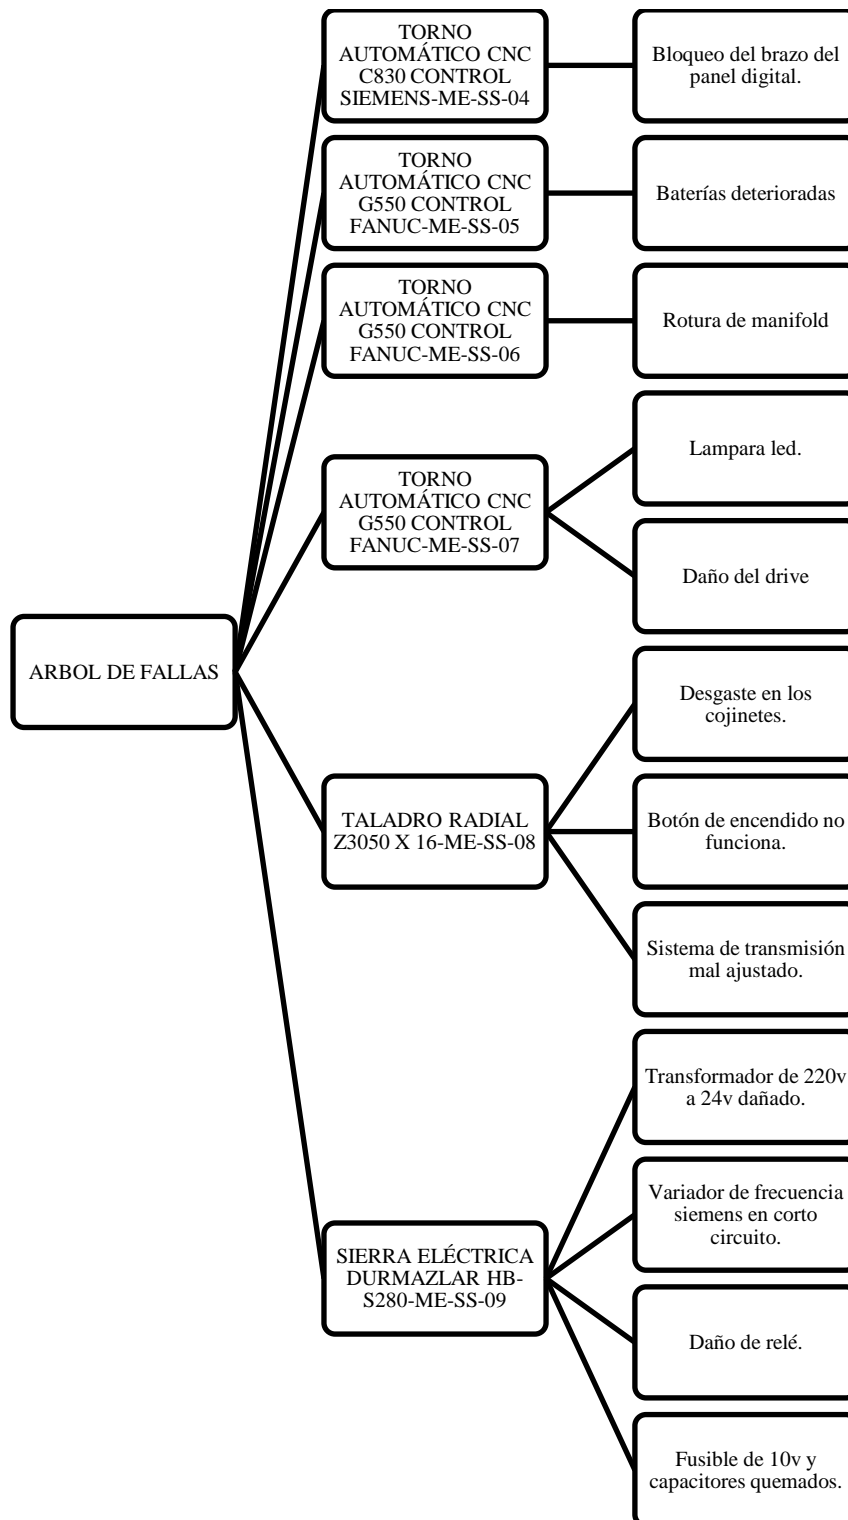 TORNO
AUTOMÁTICO CNC
C830 CONTROL
SIEMENS-ME-SS-04
Bloqueo del brazo del
panel digital.
TORNO
AUTOMÁTICO CNC
G550 CONTROL
FANUC-ME-SS-05
Baterías deterioradas
TORNO
AUTOMÁTICO CNC
G550 CONTROL
FANUC-ME-SS-06
Rotura de manifold
TORNO
AUTOMÁTICO CNC
G550 CONTROL
FANUC-ME-SS-07
Lampara led.
Daño del drive
ARBOL DE FALLAS
TALADRO RADIAL
Z3050 X 16-ME-SS-08
Desgaste en los
cojinetes.
Botón de encendido no
funciona.
Sistema de transmisión
mal ajustado.
SIERRA ELÉCTRICA
DURMAZLAR HB-
S280-ME-SS-09
Transformador de 220v
a 24v dañado.
Variador de frecuencia
siemens en corto
circuito.
Daño de relé.
Fusible de 10v y
capacitores quemados.